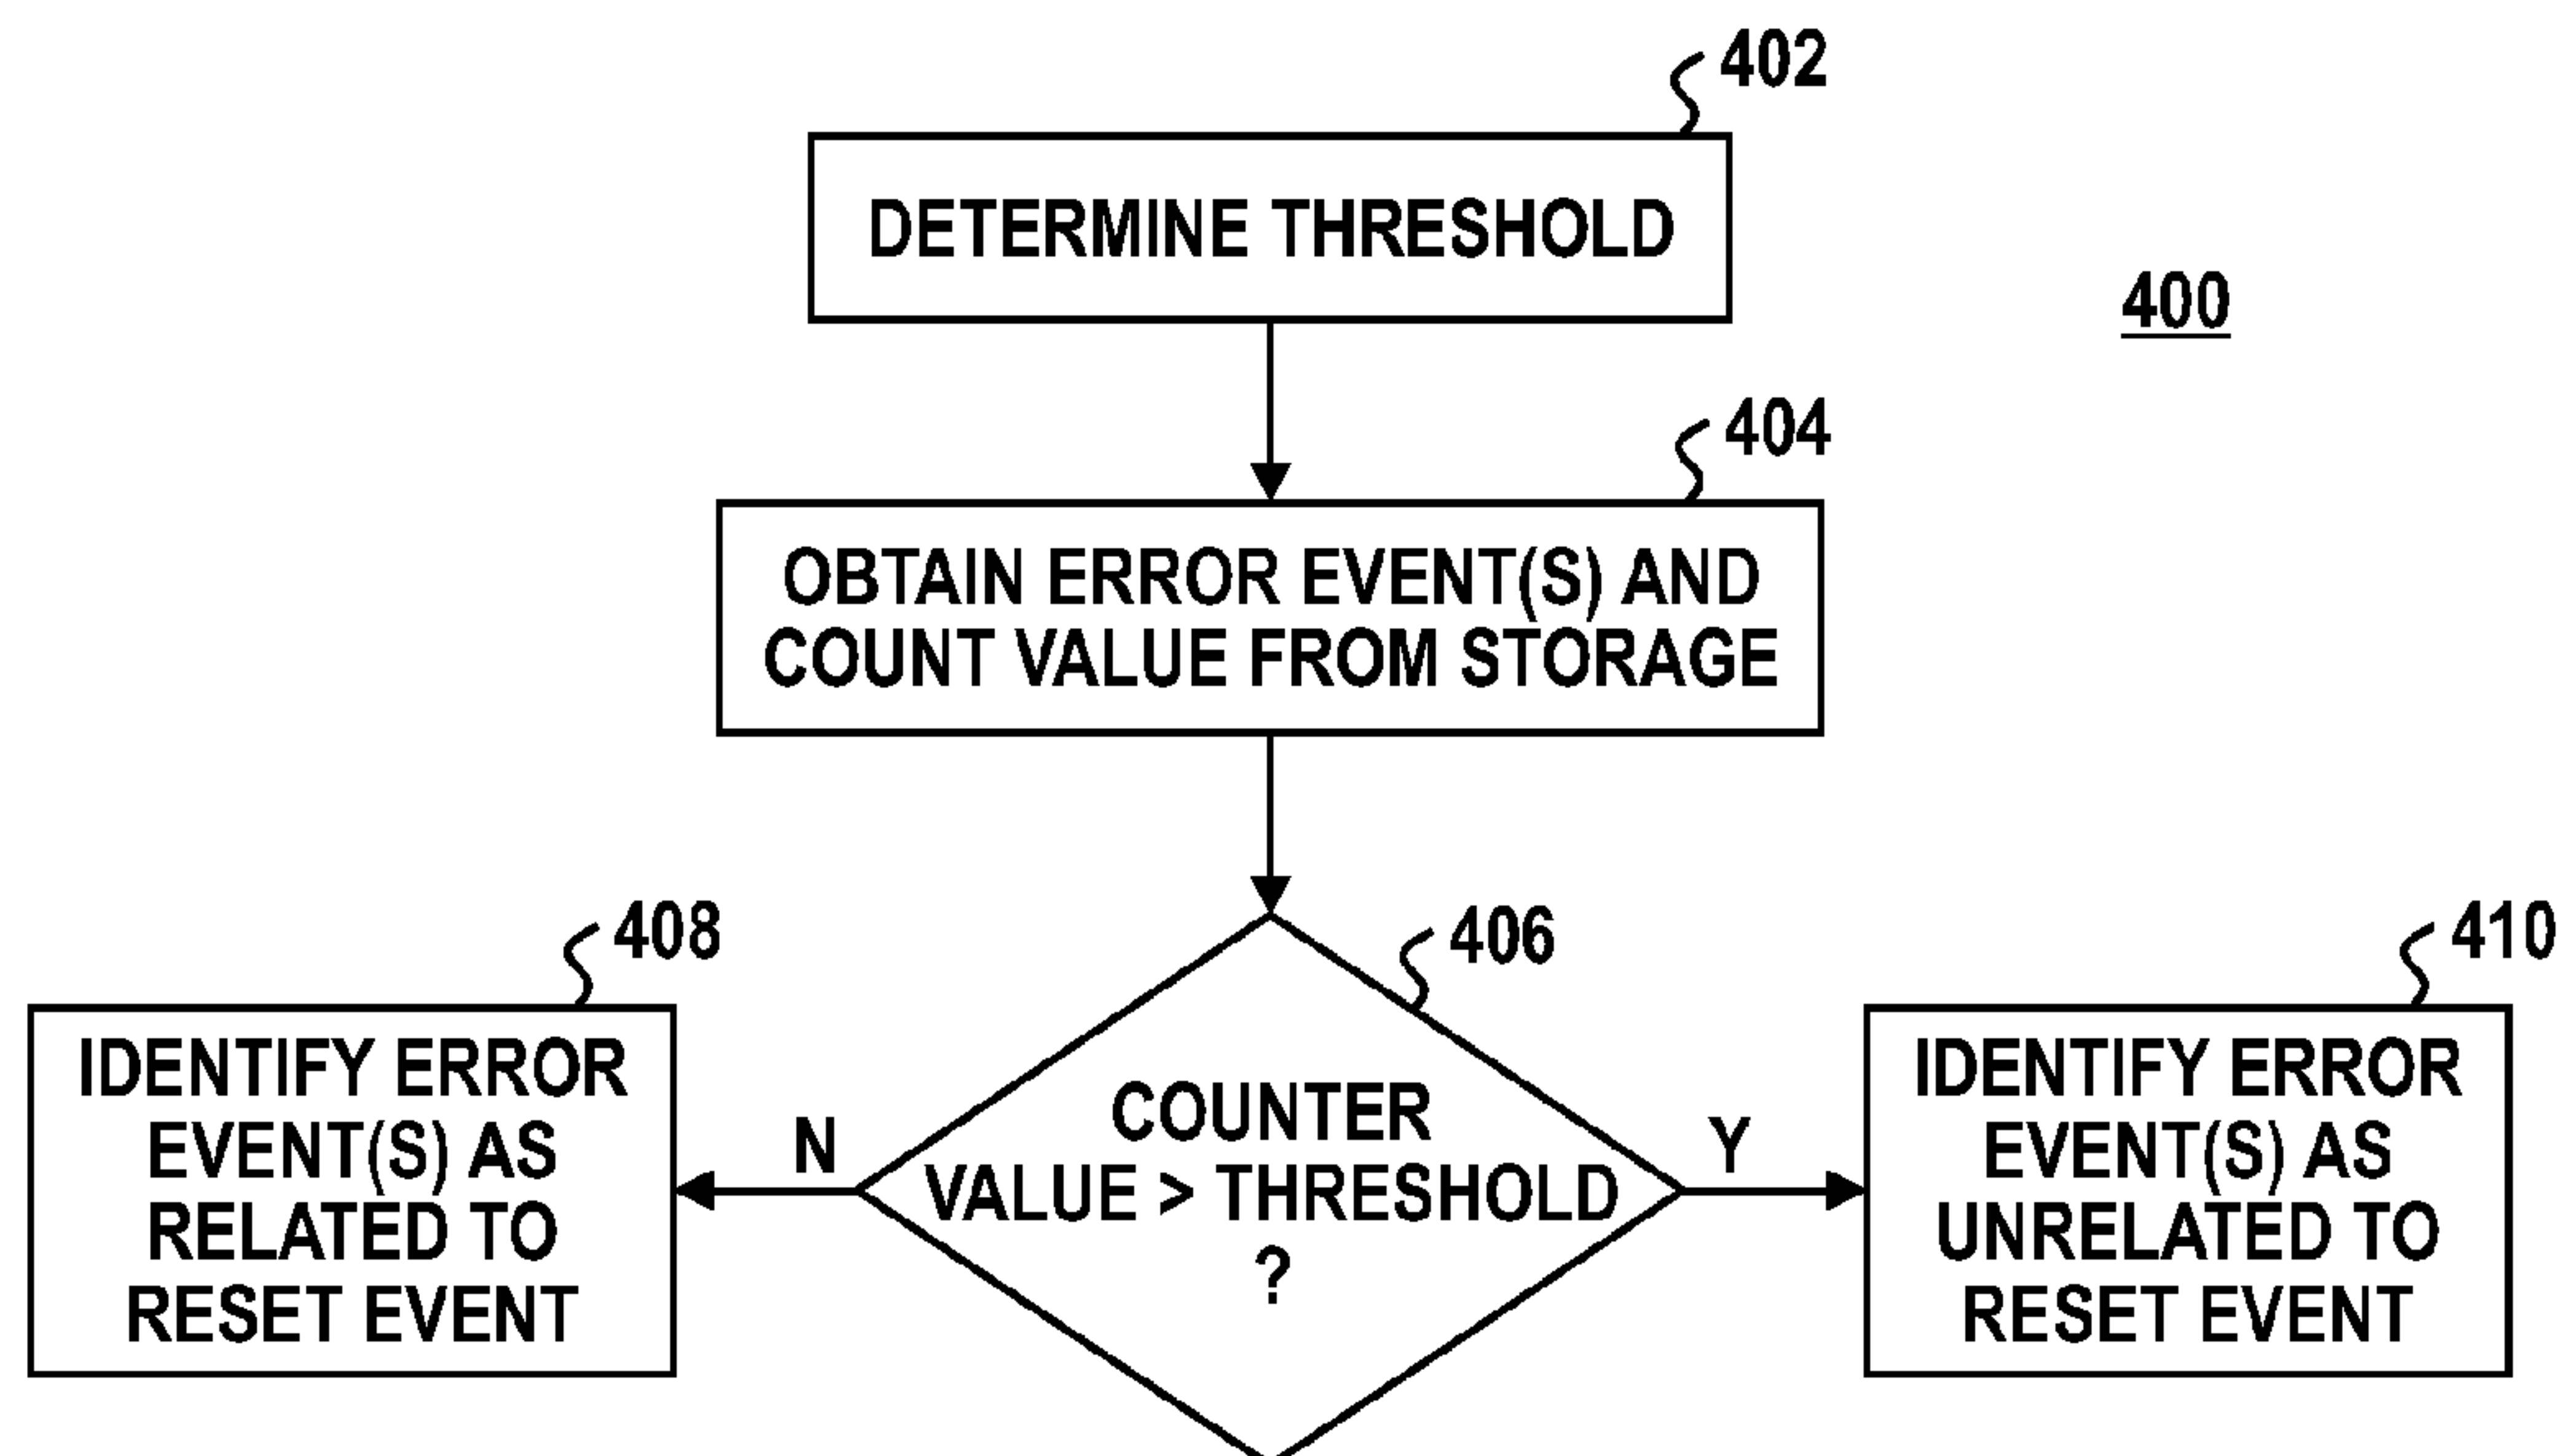 402
DETERMINE THRESHOLD
400
404
OBTAIN ERROR EVENT(S) AND
COUNT VALUE FROM STORAGE
408
IDENTIFY ERROR
EVENT(S) AS
RELATED TO
RESET EVENT
N
406
COUNTER
VALUE > THRESHOLD
?
Y
410
IDENTIFY ERROR
EVENT(S) AS
UNRELATED TO
RESET EVENT